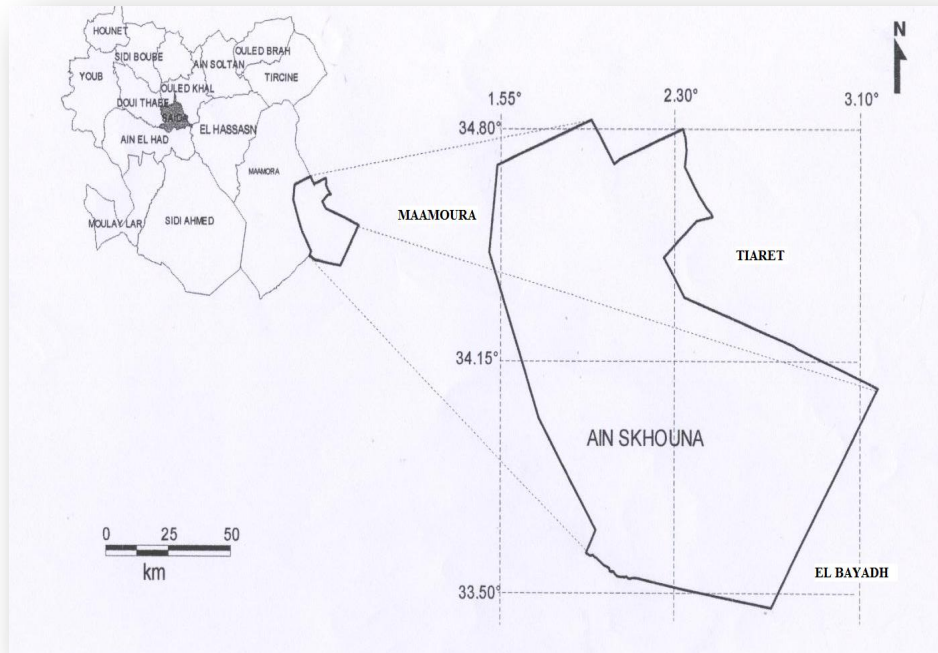 HOUNET
SIDI BOUBE
AIN SOLTAN
OULED BRAH
YOUB
TIRCINE
OULED KHAL
DOUI THABE
SAIDA
EL HASSASN
AIN EL HAD
MAAMORA
MOULAY LAR
SIDI AHMED
N
1.55° 2.30° 3.10°
34.80°
MAAMOURA
TIARET
34.15°
AIN SKHOUNA
0 25 50
km
EL BAYADH
33.50°